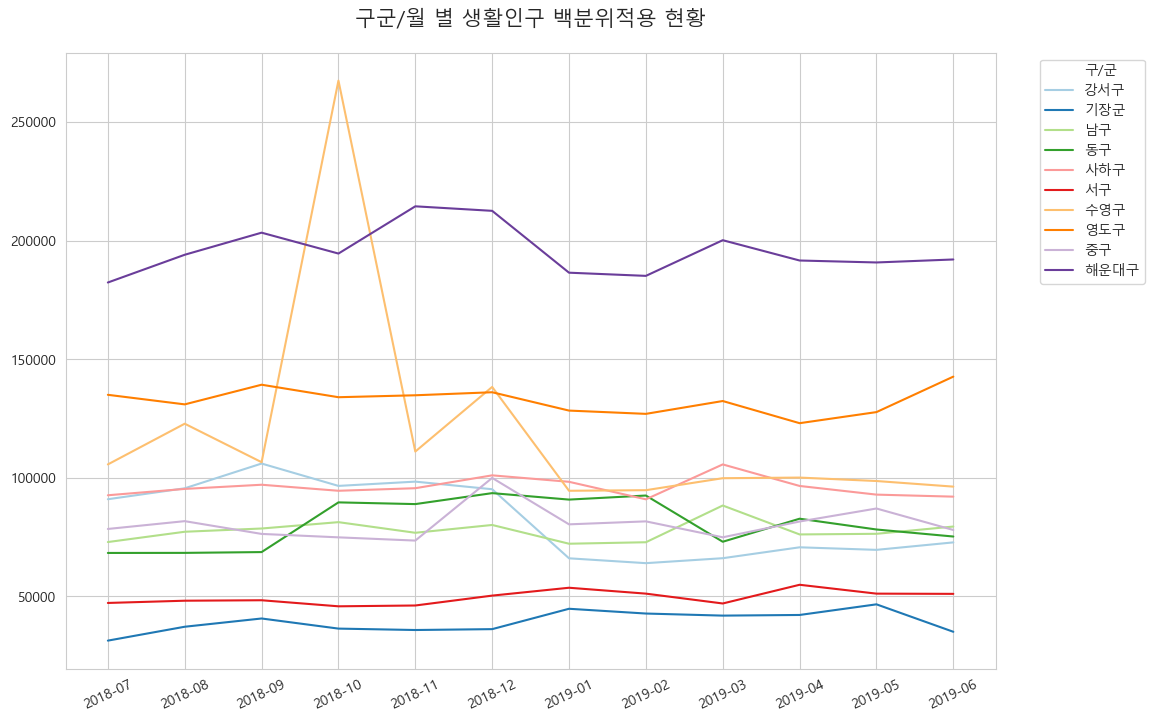 구군/월 별 생활인구 백분위적용 현황
250000
200000
150000
100000
50000
2018-07
2018-08
2018-09
2018-10
2018-11
2018-12
2019-01
2019-02
2019-03
2019-04
2019-05
2019-06
구/군
강서구
기장군
남구
동구
사하구
서구
수영구
영도구
중구
해운대구